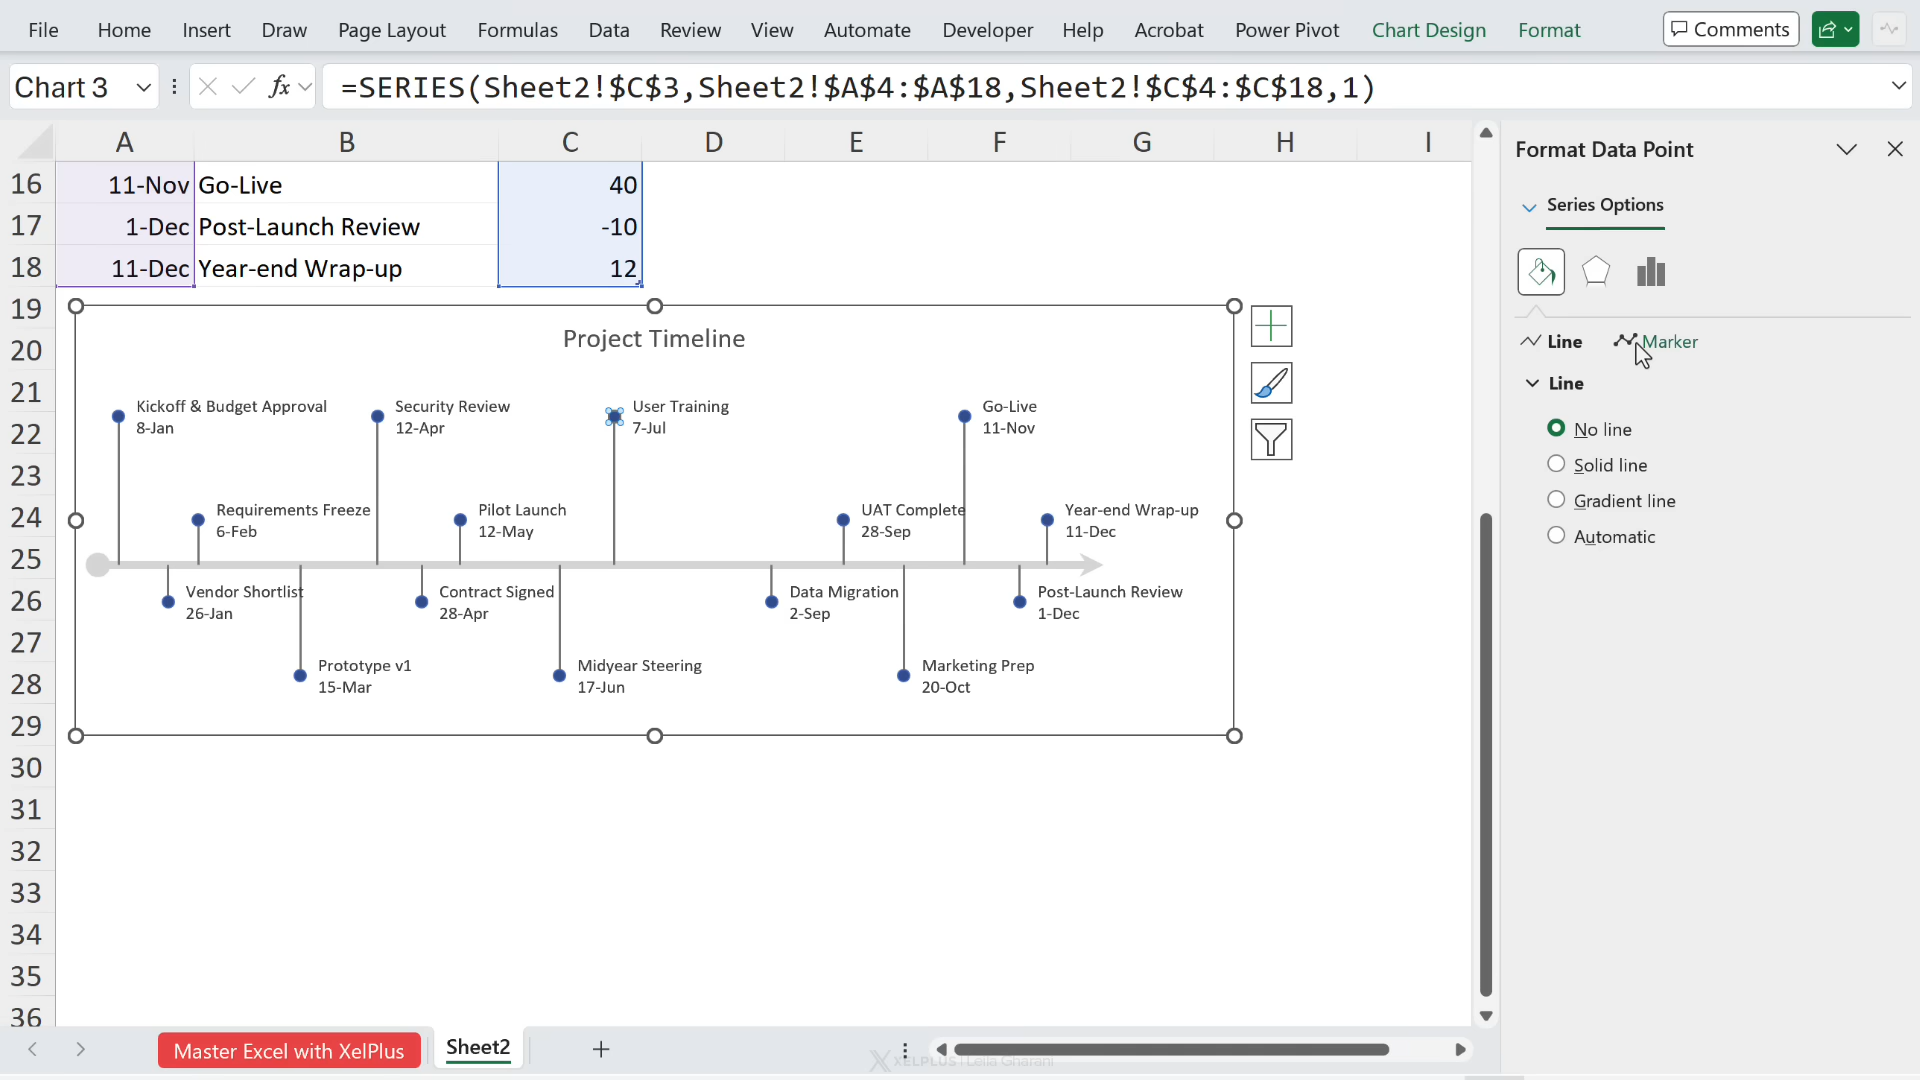 File Home Insert Draw Page Layout Formulas Data Review View Automate Developer Help Acrobat Power Pivot Chart Design Format Comments
Chart 3 fx =SERIES(Sheet2!$C$3,Sheet2!$A$4:$A$18,Sheet2!$C$4:$C$18,1)
A B C D E F G H I
16 11-Nov Go-Live 40
17 1-Dec Post-Launch Review -10
18 11-Dec Year-end Wrap-up 12
19
20
21
22
23
24
25
26
27
28
29
30
31
32
33
34
35
36
Project Timeline
Kickoff & Budget Approval
8-Jan
Security Review
12-Apr
User Training
7-Jul
Go-Live
11-Nov
Requirements Freeze
6-Feb
Pilot Launch
12-May
UAT Complete
28-Sep
Year-end Wrap-up
11-Dec
Vendor Shortlist
26-Jan
Contract Signed
28-Apr
Data Migration
2-Sep
Post-Launch Review
1-Dec
Prototype v1
15-Mar
Midyear Steering
17-Jun
Marketing Prep
20-Oct
Format Data Point
Series Options
Line Marker
Line
No line
Solid line
Gradient line
Automatic
Master Excel with XelPlus Sheet2
XELPLUS | Leila Gharani